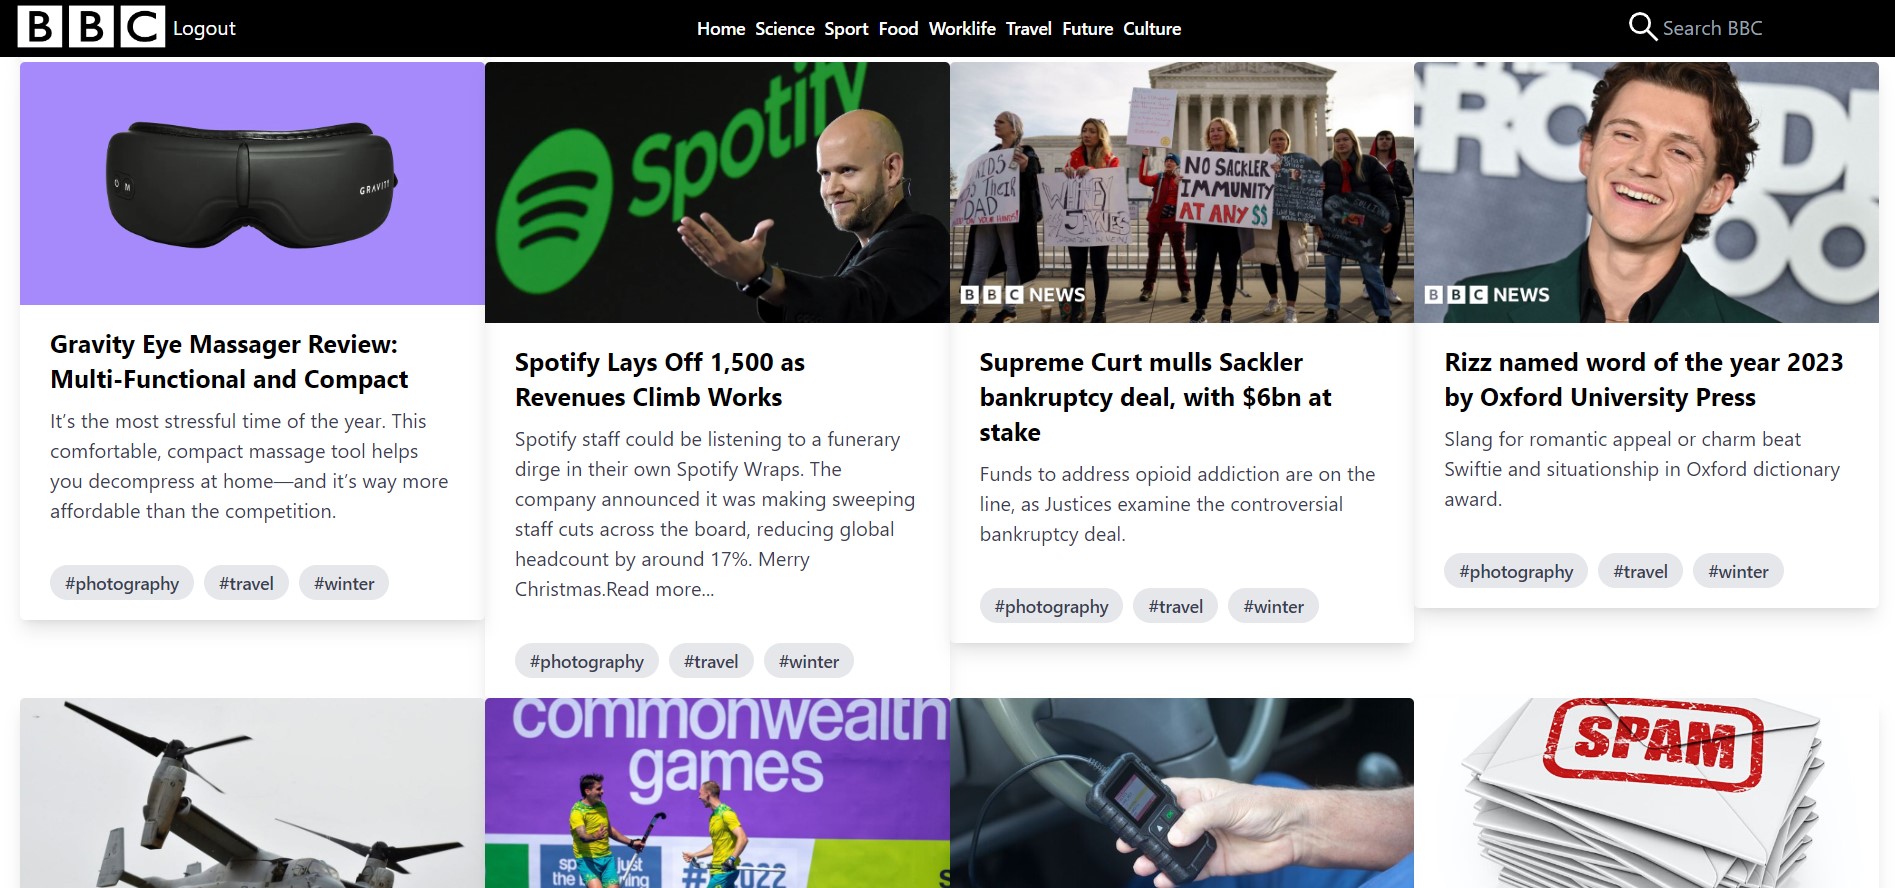 BBC Logout
Home Science Sport Food Worklife Travel Future Culture
Search BBC
O M
GRAVITY
Gravity Eye Massager Review:
Multi-Functional and Compact
It’s the most stressful time of the year. This
comfortable, compact massage tool helps
you decompress at home—and it’s way more
affordable than the competition.
#photography #travel #winter
Spotify
Spotify Lays Off 1,500 as
Revenues Climb Works
Spotify staff could be listening to a funerary
dirge in their own Spotify Wraps. The
company announced it was making sweeping
staff cuts across the board, reducing global
headcount by around 17%. Merry
Christmas.Read more...
#photography #travel #winter
NO SACKLER
IMMUNITY
AT ANY $$
BBC NEWS
Supreme Curt mulls Sackler
bankruptcy deal, with $6bn at
stake
Funds to address opioid addiction are on the
line, as Justices examine the controversial
bankruptcy deal.
#photography #travel #winter
BBC NEWS
Rizz named word of the year 2023
by Oxford University Press
Slang for romantic appeal or charm beat
Swiftie and situationship in Oxford dictionary
award.
#photography #travel #winter
commonwealth
games
SPAM